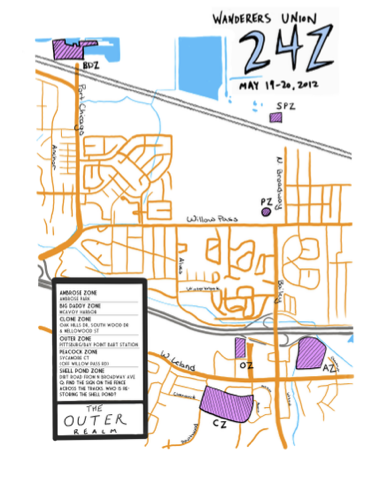 WANDERERS UNION
24Z
MAY 19-20, 2012
BDZ
SPZ
Port Chicago
N Broadway
PZ
Willow Pass
Bailey
W Leland
OZ
AZ
CZ
AMBROSE ZONE
AMBROSE PARK
BIG DADDY ZONE
MCAVOY HARBOR
CLONE ZONE
OAK HILLS DR, SOUTH WOOD DR
& MELLOWOOD ST
OUTER ZONE
PITTSBURG/BAY POINT BART STATION
PEACOCK ZONE
SYCAMORE CT
(OFF WILLOW PASS RD)
SHELL POND ZONE
DIRT ROAD FROM N BROADWAY AVE
Q: FIND THE SIGN ON THE FENCE
ACROSS THE TRACKS. WHO IS RE-
STORING THE SHELL POND?
THE
OUTER
REALM